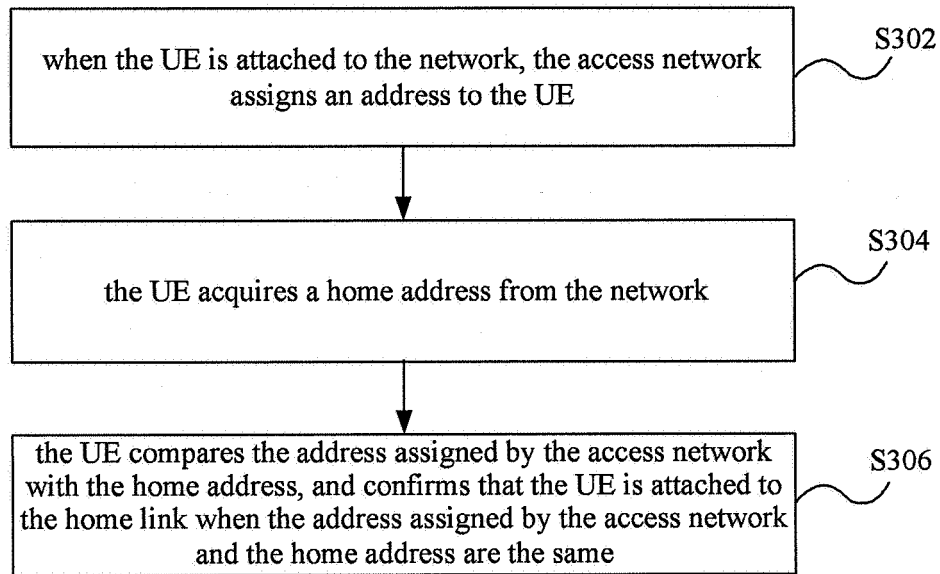 when the UE is attached to the network, the access network
assigns an address to the UE
S302
the UE acquires a home address from the network
S304
the UE compares the address assigned by the access network
with the home address, and confirms that the UE is attached to
the home link when the address assigned by the access network
and the home address are the same
S306